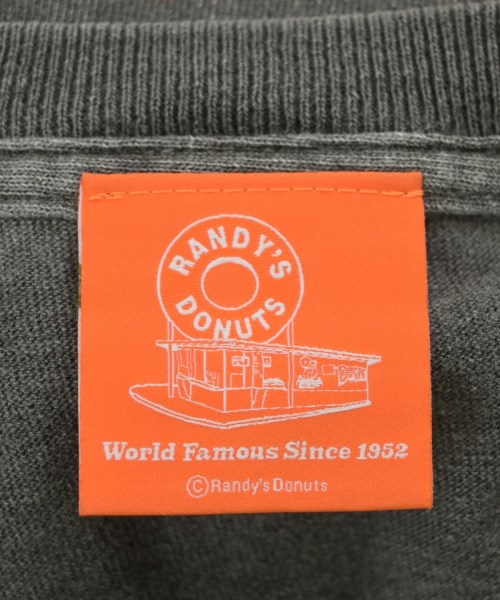 RANDY'S
DONUTS
World Famous Since 1952
©Randy's Donuts